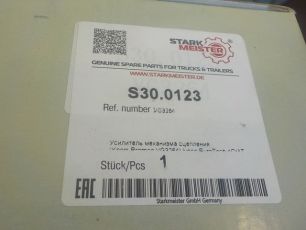 STARK
MEISTER
GENUINE SPARE PARTS FOR TRUCKS & TRAILERS
WWW.STARKMEISTER.DE
S30.0123
Ref. number VG3264
Усилитель механизма сцепления
Stück/Pcs 1
EAC
Starkmeister GmbH Germany